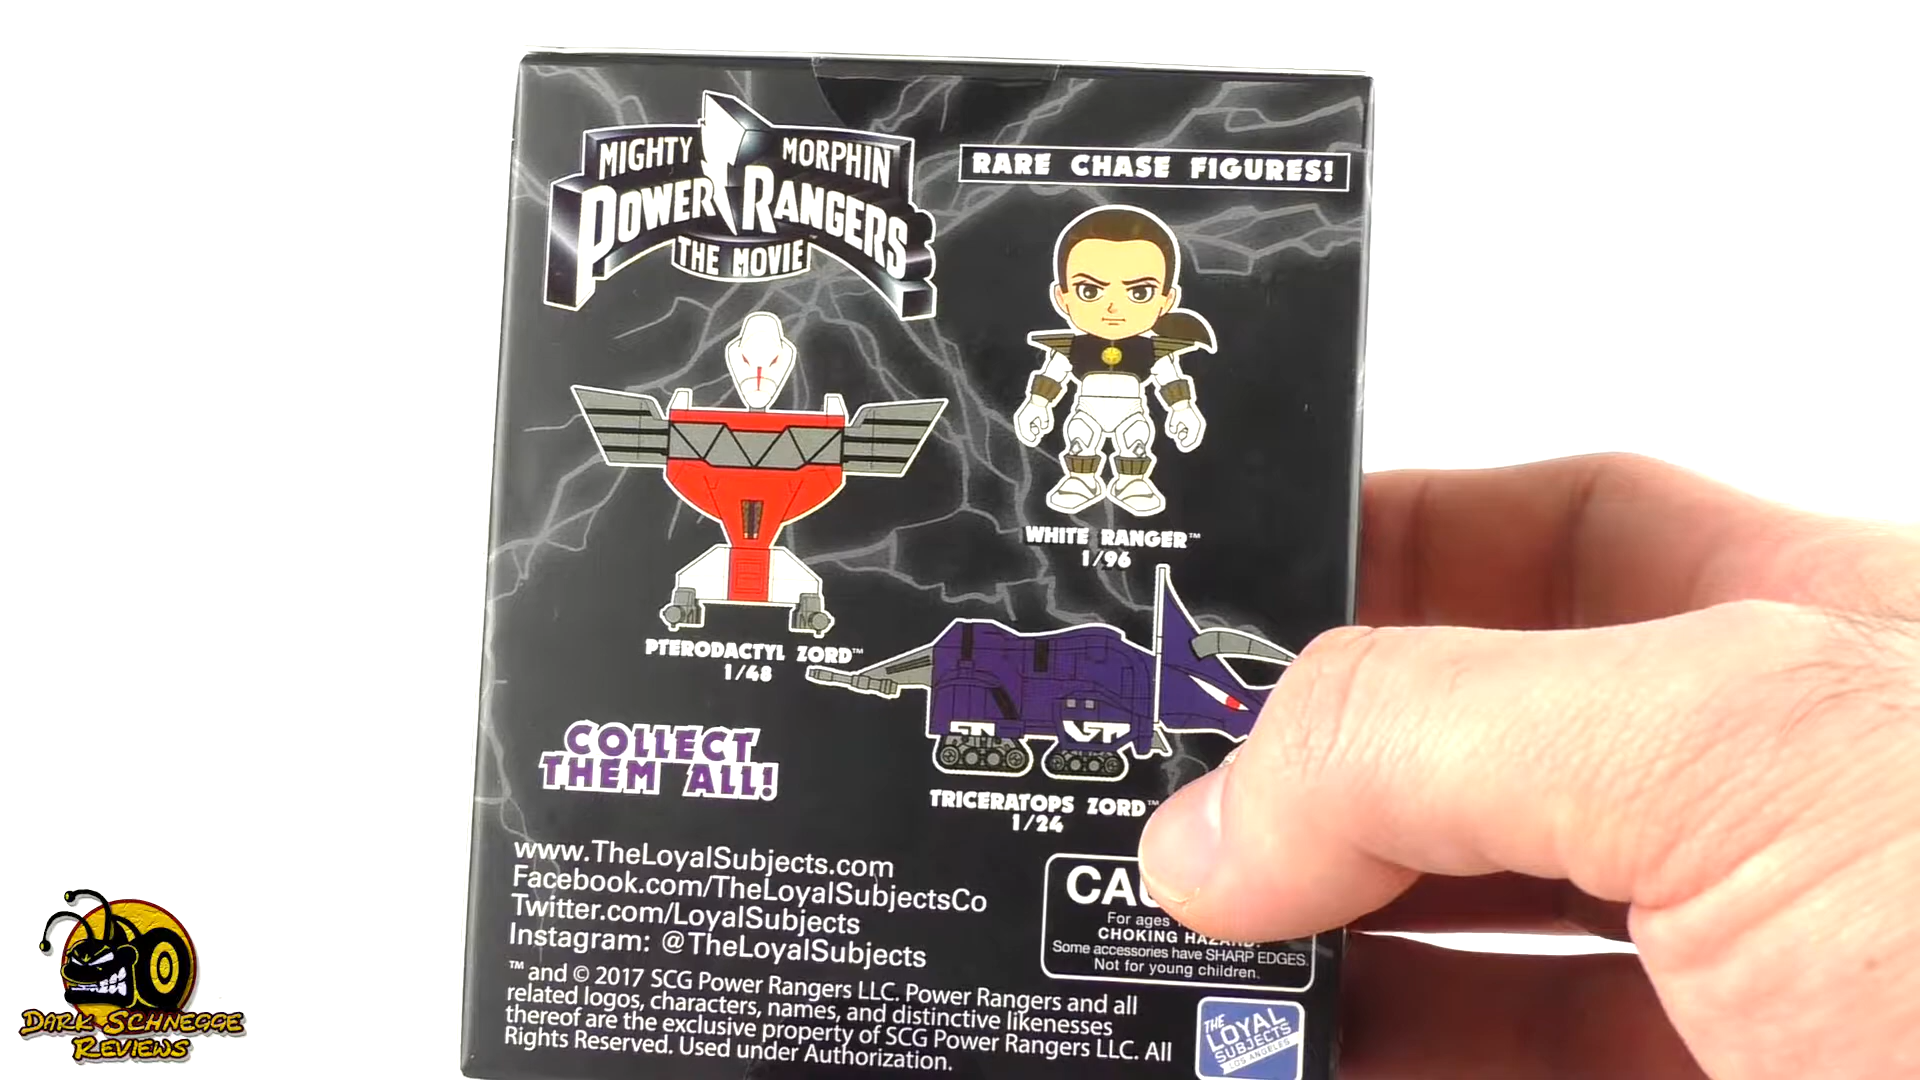 MIGHTY MORPHIN
POWER RANGERS
THE MOVIE™
RARE CHASE FIGURES!
WHITE RANGER™
1/96
PTERODACTYL ZORD™
1/48
TRICERATOPS ZORD™
1/24
COLLECT
THEM ALL!
www.TheLoyalSubjects.com
Facebook.com/TheLoyalSubjectsCo
Twitter.com/LoyalSubjects
Instagram: @TheLoyalSubjects
™ and © 2017 SCG Power Rangers LLC. Power Rangers and all
related logos, characters, names, and distinctive likenesses
thereof are the exclusive property of SCG Power Rangers LLC. All
Rights Reserved. Used under Authorization.
For ages
CHOKING HAZARD.
Some accessories have SHARP EDGES.
Not for young children.
THE
LOYAL
SUBJECTS
LOS ANGELES
DARK SCHNEGGE
REVIEWS